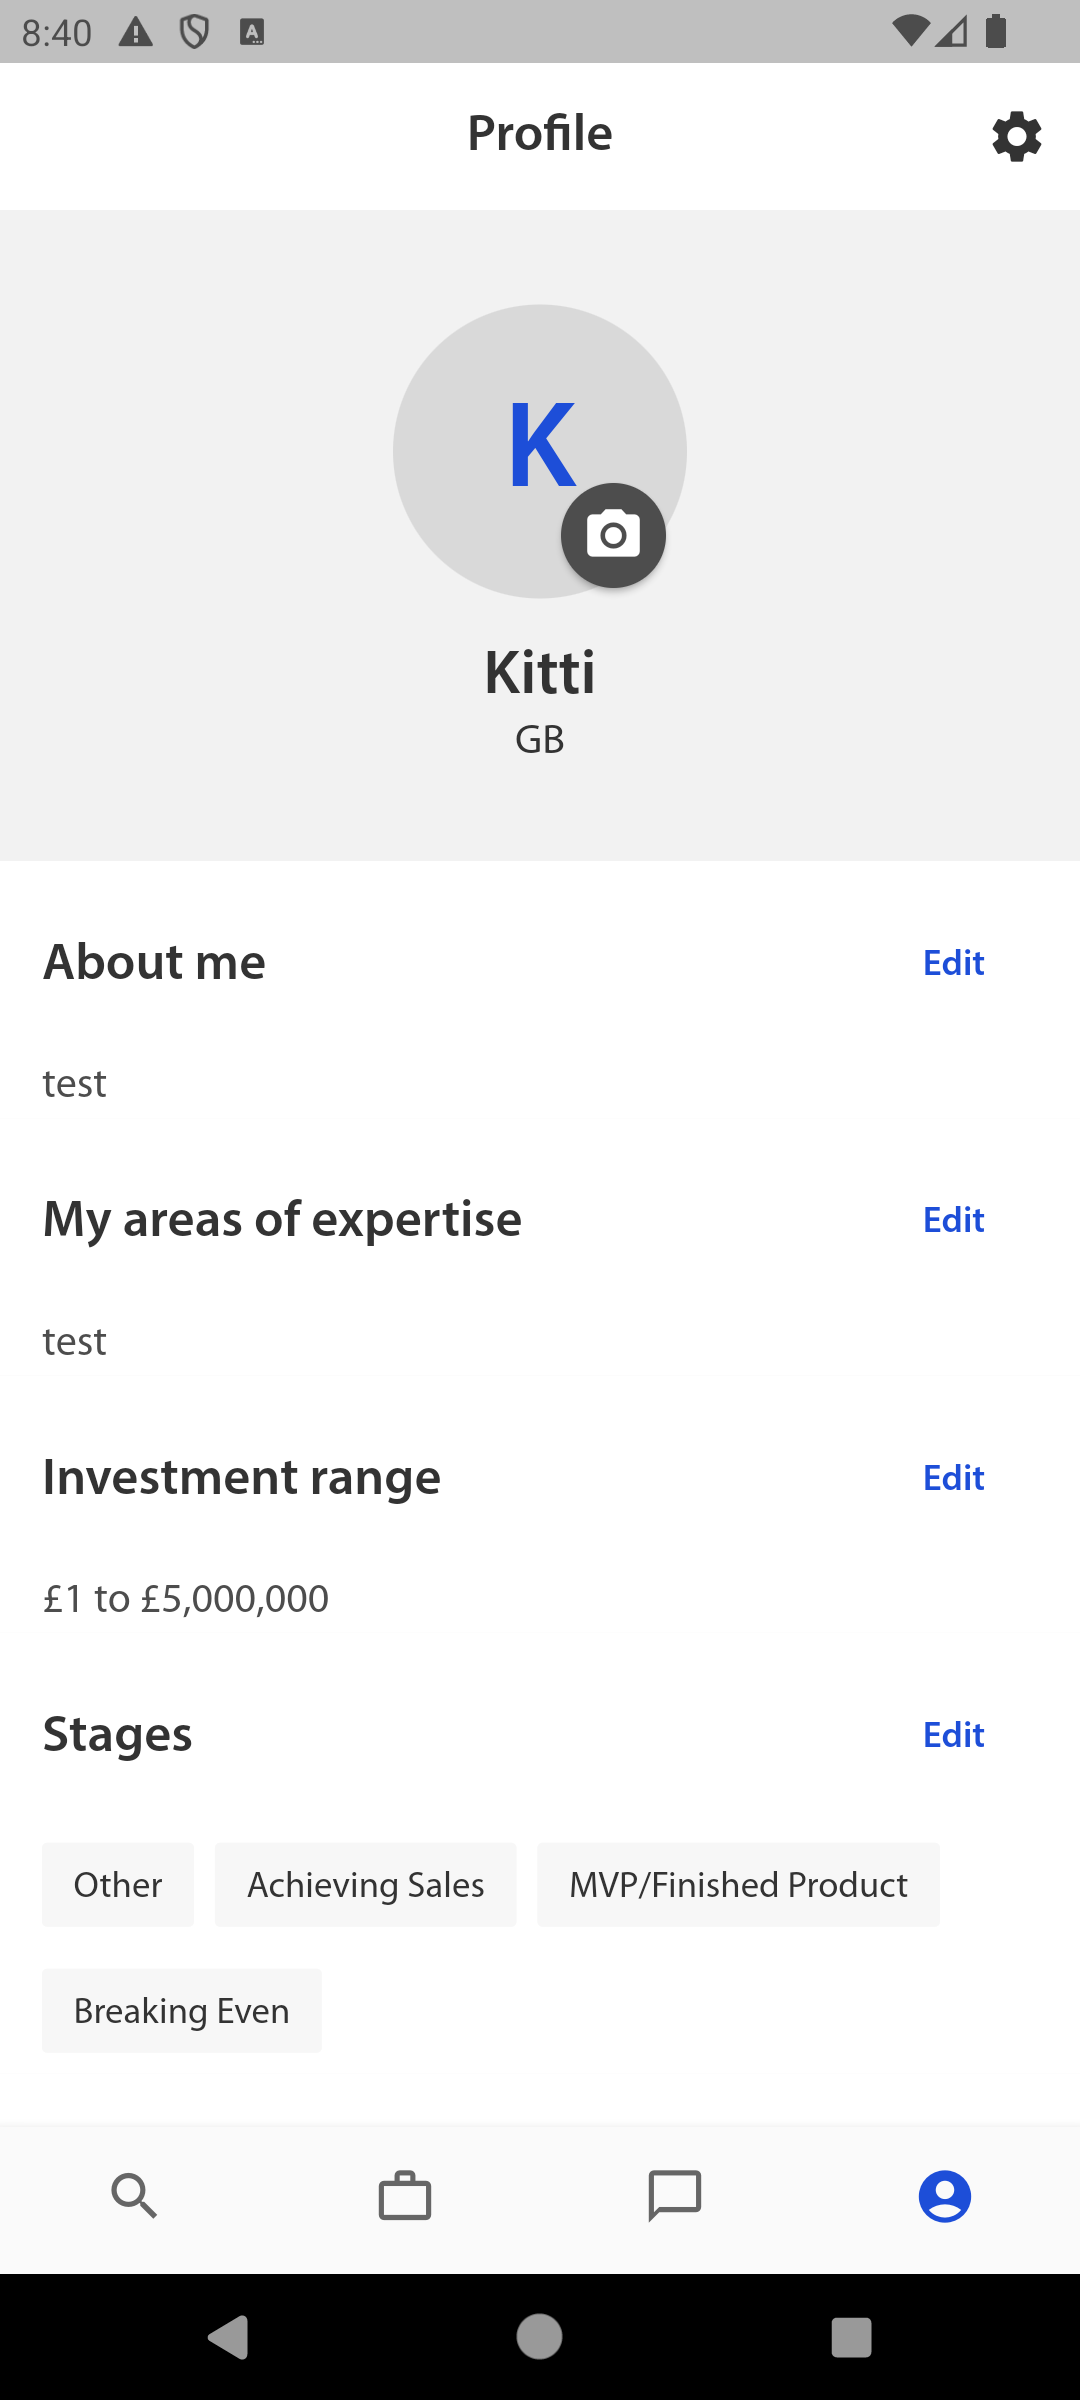 8:40
Profile
K
Kitti
GB
About me
Edit
test
My areas of expertise
Edit
test
Investment range
Edit
£1 to £5,000,000
Stages
Edit
Other
Achieving Sales
MVP/Finished Product
Breaking Even